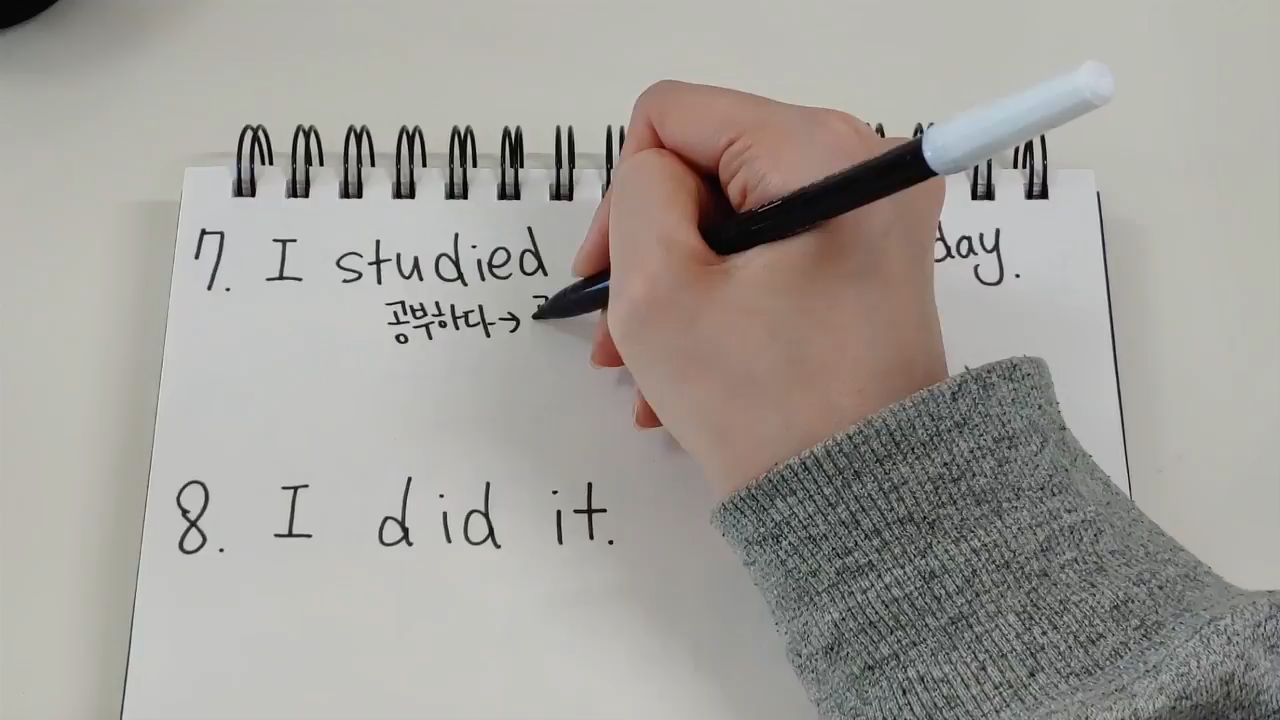 7. I studied day.
공부하다→
8. I did it.